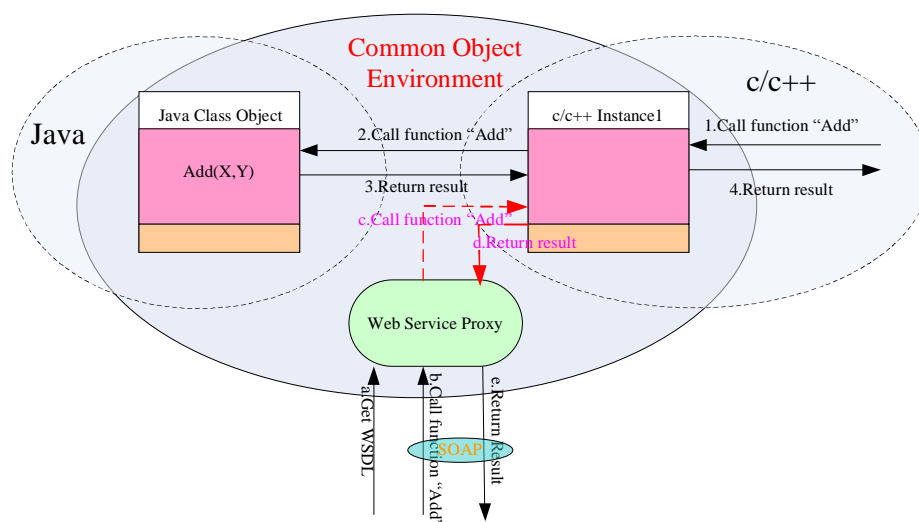 Common Object
Environment
c/c++
Java
Java Class Object
c/c++ Instance1
1.Call function “Add”
2.Call function “Add”
Add(X,Y)
3.Return result
4.Return result
c.Call function “Add”
d.Return result
Web Service Proxy
a.Get WSDL
b.Call function “Add”
e.Return Result
SOAP